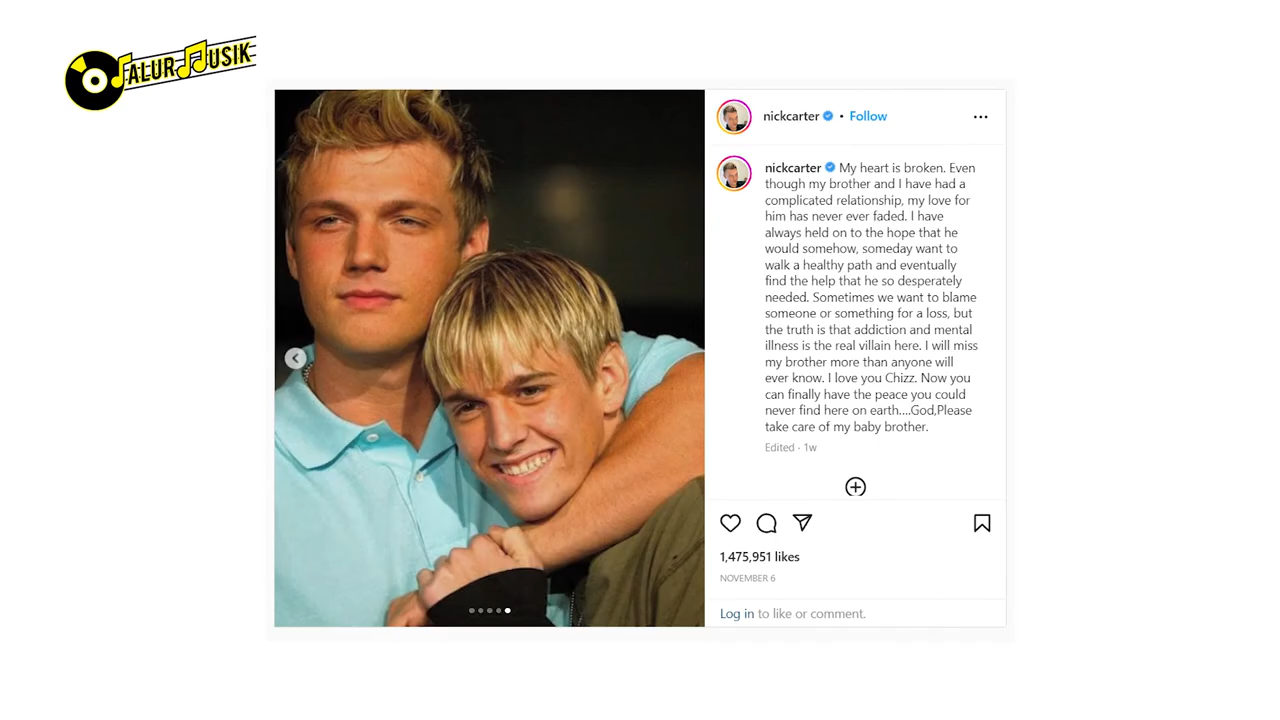 ALUR MUSIK
nickcarter • Follow
nickcarter My heart is broken. Even
though my brother and I have had a
complicated relationship, my love for
him has never ever faded. I have
always held on to the hope that he
would somehow, someday want to
walk a healthy path and eventually
find the help that he so desperately
needed. Sometimes we want to blame
someone or something for a loss, but
the truth is that addiction and mental
illness is the real villain here. I will miss
my brother more than anyone will
ever know. I love you Chizz. Now you
can finally have the peace you could
never find here on earth....God,Please
take care of my baby brother.
Edited · 1w
1,475,951 likes
NOVEMBER 6
Log in to like or comment.